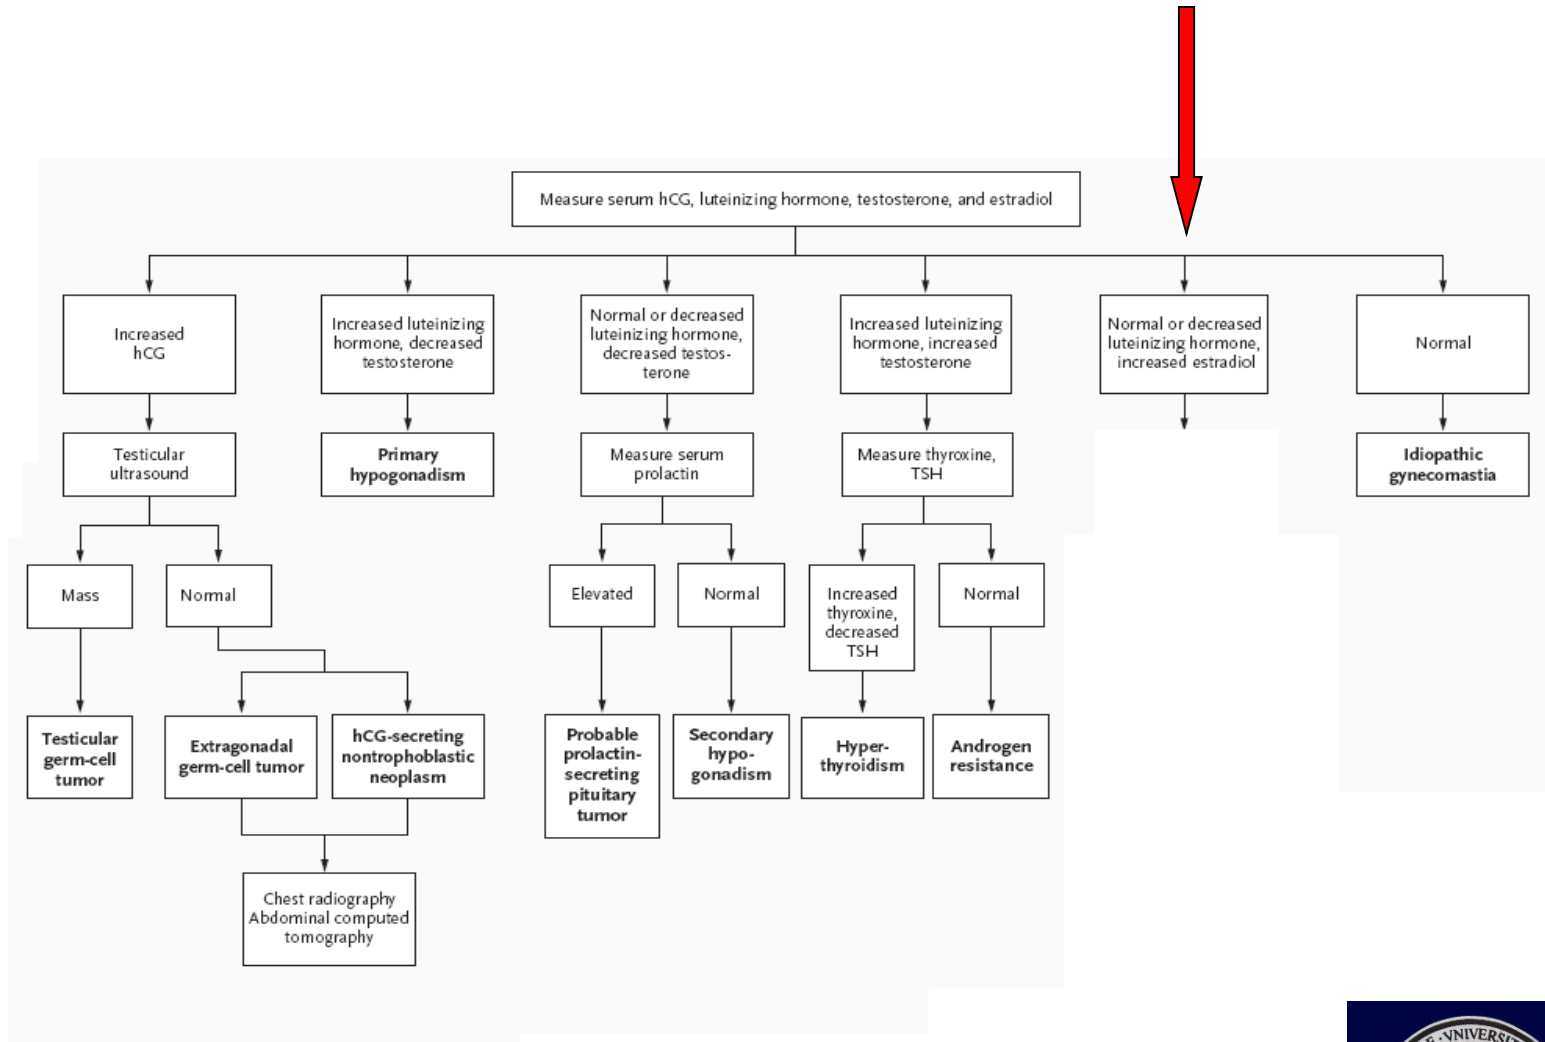 Measure serum hCG, luteinizing hormone, testosterone, and estradiol
Increased
hCG
Increased luteinizing
hormone, decreased
testosterone
Normal or decreased
luteinizing hormone,
decreased testos-
terone
Increased luteinizing
hormone, increased
testosterone
Normal or decreased
luteinizing hormone,
increased estradiol
Normal
Testicular
ultrasound
Primary
hypogonadism
Measure serum
prolactin
Measure thyroxine,
TSH
Idiopathic
gynecomastia
Mass
Normal
Elevated
Normal
Increased
thyroxine,
decreased
TSH
Normal
Testicular
germ-cell
tumor
Extragonadal
germ-cell tumor
hCG-secreting
nontrophoblastic
neoplasm
Probable
prolactin-
secreting
pituitary
tumor
Secondary
hypo-
gonadism
Hyper-
thyroidism
Androgen
resistance
Chest radiography
Abdominal computed
tomography